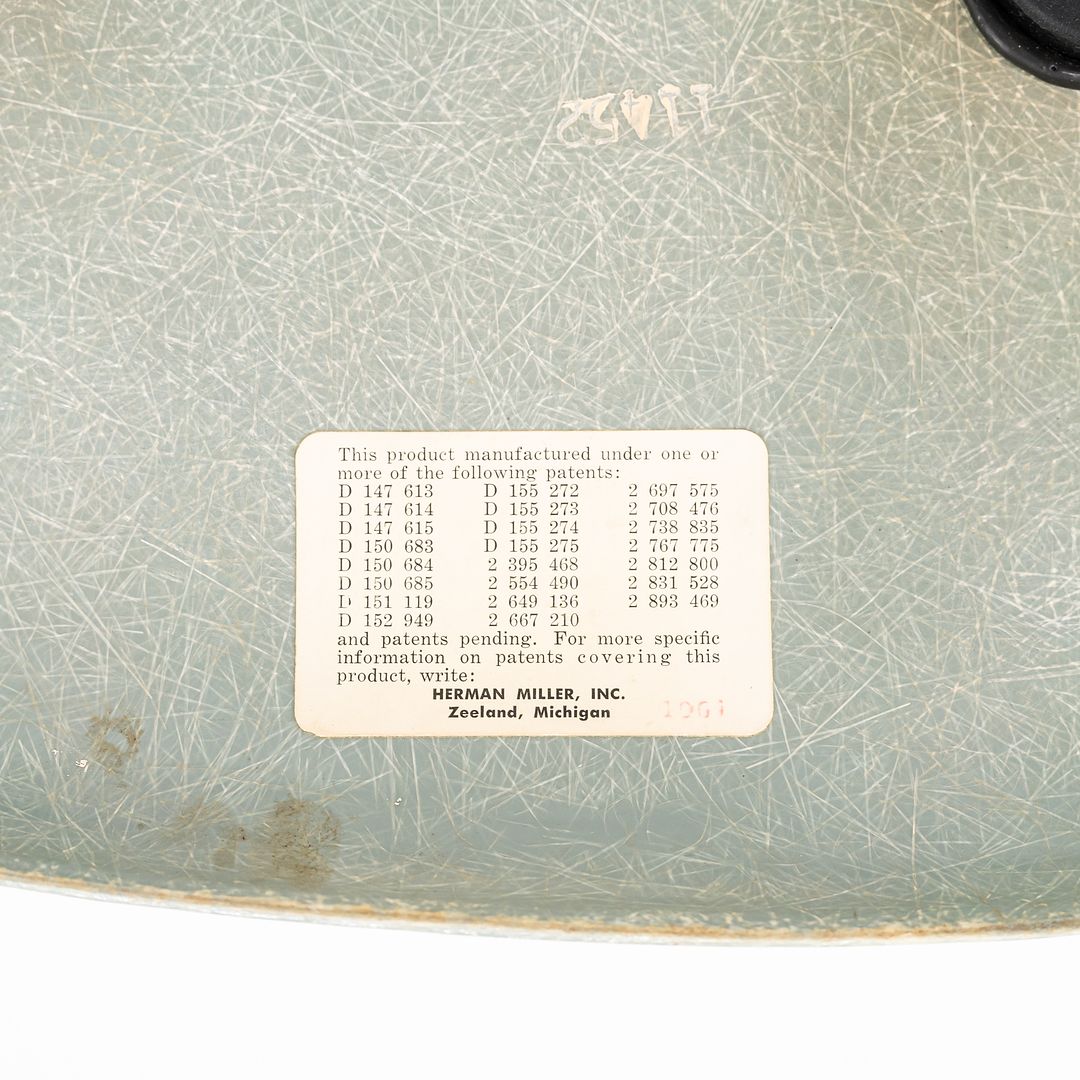 This product manufactured under one or
more of the following patents:
D 147 613 D 155 272 2 697 575
D 147 614 D 155 273 2 708 476
D 147 615 D 155 274 2 738 835
D 150 683 D 155 275 2 767 775
D 150 684 2 395 468 2 812 800
D 150 685 2 554 490 2 831 528
D 151 119 2 649 136 2 893 469
D 152 949 2 667 210
and patents pending. For more specific
information on patents covering this
product, write:
HERMAN MILLER, INC.
Zeeland, Michigan 1961